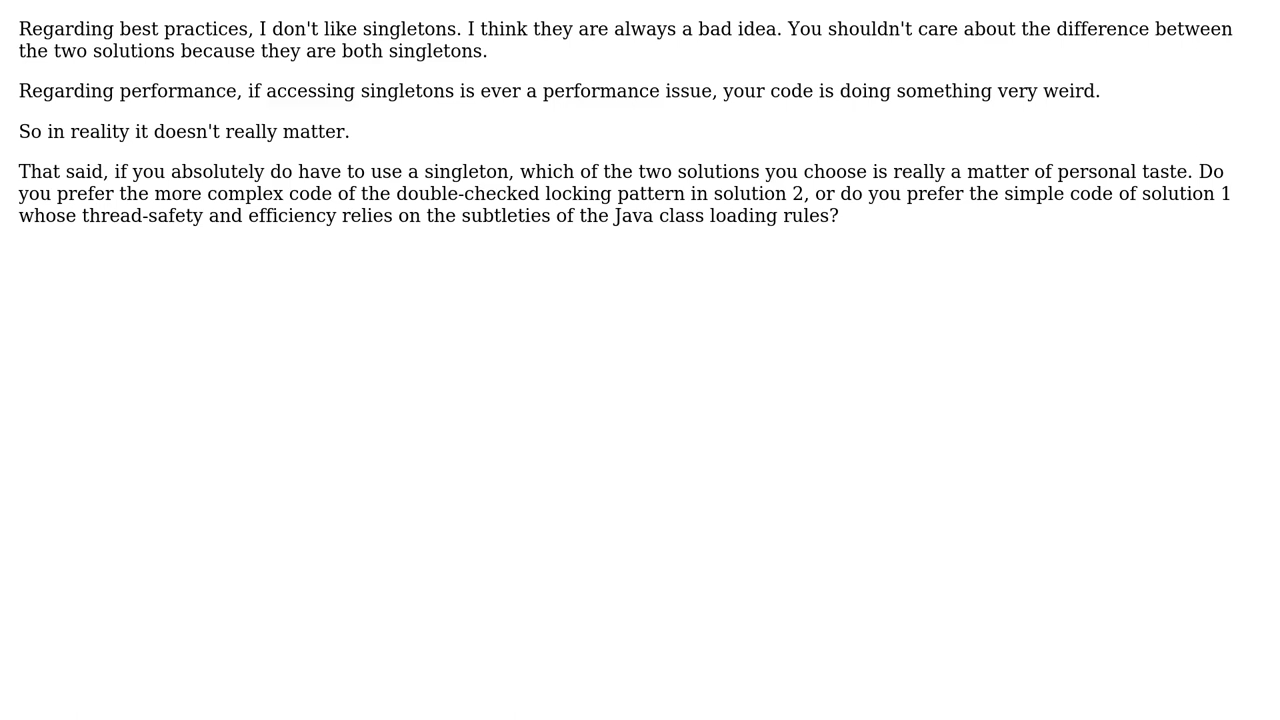 Regarding best practices, I don't like singletons. I think they are always a bad idea. You shouldn't care about the difference between
the two solutions because they are both singletons.
Regarding performance, if accessing singletons is ever a performance issue, your code is doing something very weird.
So in reality it doesn't really matter.
That said, if you absolutely do have to use a singleton, which of the two solutions you choose is really a matter of personal taste. Do
you prefer the more complex code of the double-checked locking pattern in solution 2, or do you prefer the simple code of solution 1
whose thread-safety and efficiency relies on the subtleties of the Java class loading rules?